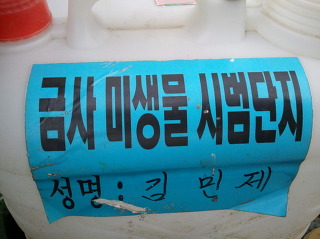 금사 미생물 시범단지
성명 : 김 민 제